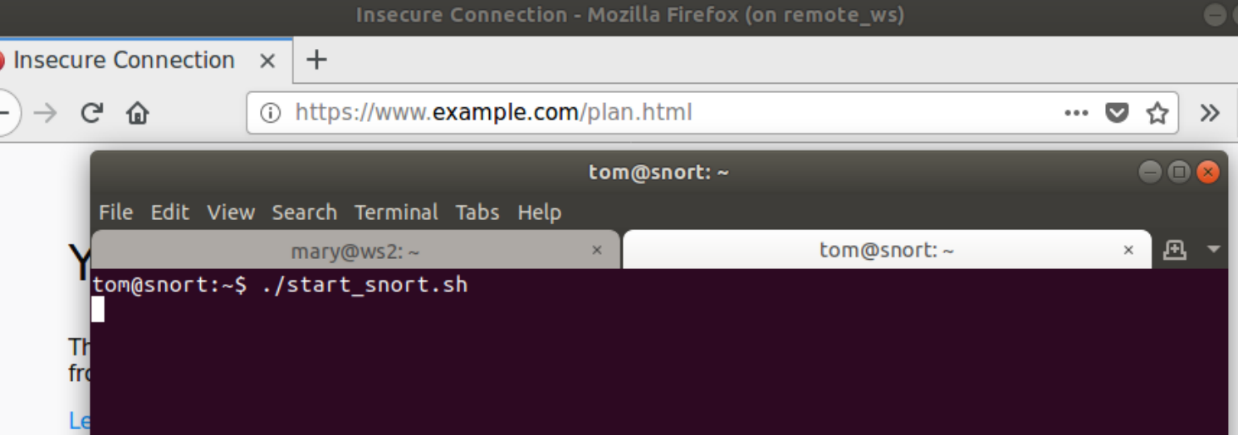 Insecure Connection - Mozilla Firefox (on remote_ws)
Insecure Connection
https://www.example.com/plan.html
tom@snort: ~
File Edit View Search Terminal Tabs Help
mary@ws2: ~
tom@snort: ~
tom@snort:~$ ./start_snort.sh